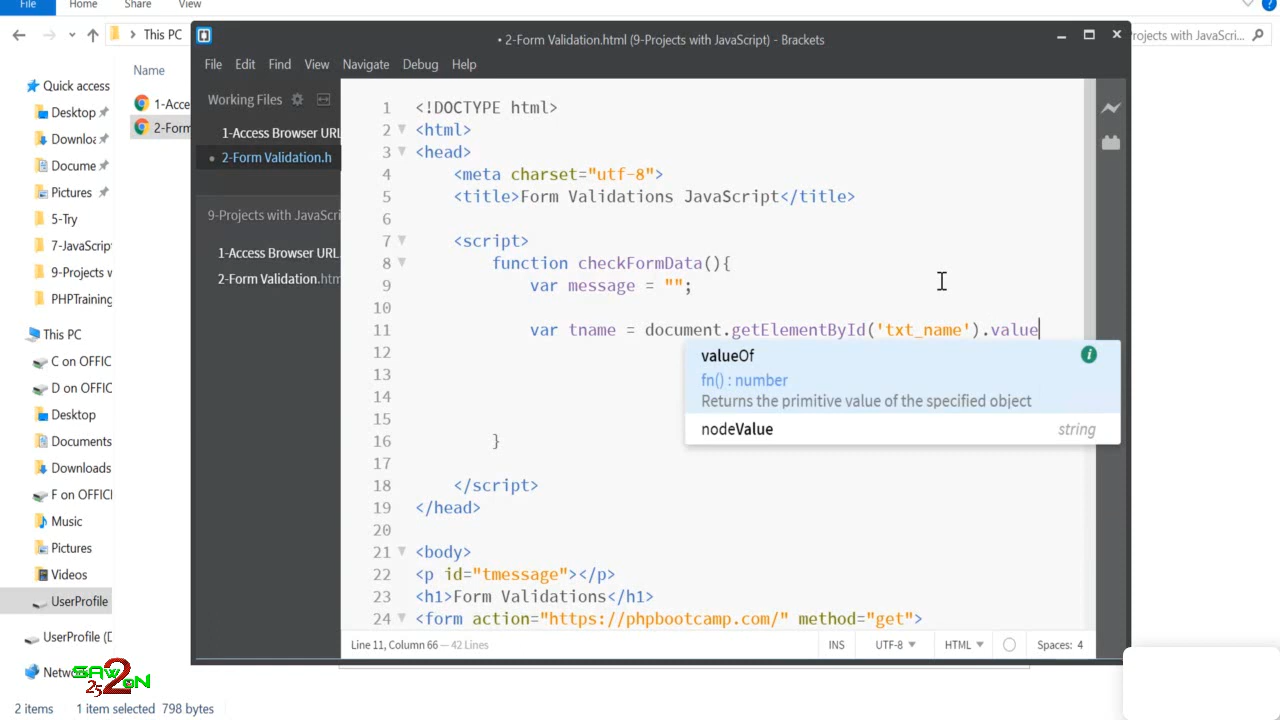 File Home Share View
This PC
Projects with JavaScri...
Name
Quick access
Desktop
Downloa
Docume
Pictures
5-Try
7-JavaScript
9-Projects w
PHPTraining
This PC
C on OFFIC
D on OFFIC
Desktop
Documents
Downloads
F on OFFIC
Music
Pictures
Videos
UserProfile
UserProfile (D
Netwo
2 items 1 item selected 798 bytes
1-Acce
2-Form
• 2-Form Validation.html (9-Projects with JavaScript) - Brackets
File Edit Find View Navigate Debug Help
Working Files
1-Access Browser URL
• 2-Form Validation.h
9-Projects with JavaScri
1-Access Browser URL.
2-Form Validation.htm
1 <!DOCTYPE html>
2 <html>
3 <head>
4 <meta charset="utf-8">
5 <title>Form Validations JavaScript</title>
6
7 <script>
8 function checkFormData(){
9 var message = "";
10
11 var tname = document.getElementById('txt_name').value
12
13
14
15
16 }
17
18 </script>
19 </head>
20
21 <body>
22 <p id="tmessage"></p>
23 <h1>Form Validations</h1>
24 <form action="https://phpbootcamp.com/" method="get">
valueOf
fn() : number
Returns the primitive value of the specified object
nodeValue string
Line 11, Column 66 — 42 Lines
INS UTF-8 HTML Spaces: 4